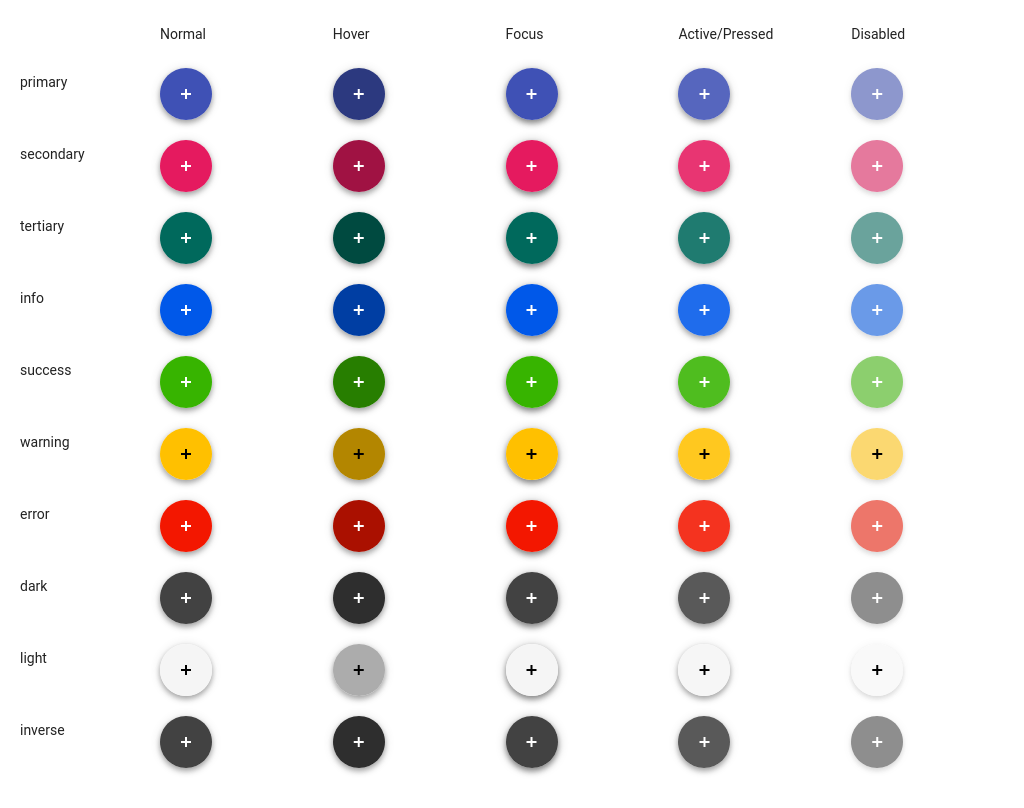 Normal Hover Focus Active/Pressed Disabled
primary + + + + +
secondary + + + + +
tertiary + + + + +
info + + + + +
success + + + + +
warning + + + + +
error + + + + +
dark + + + + +
light + + + + +
inverse + + + + +